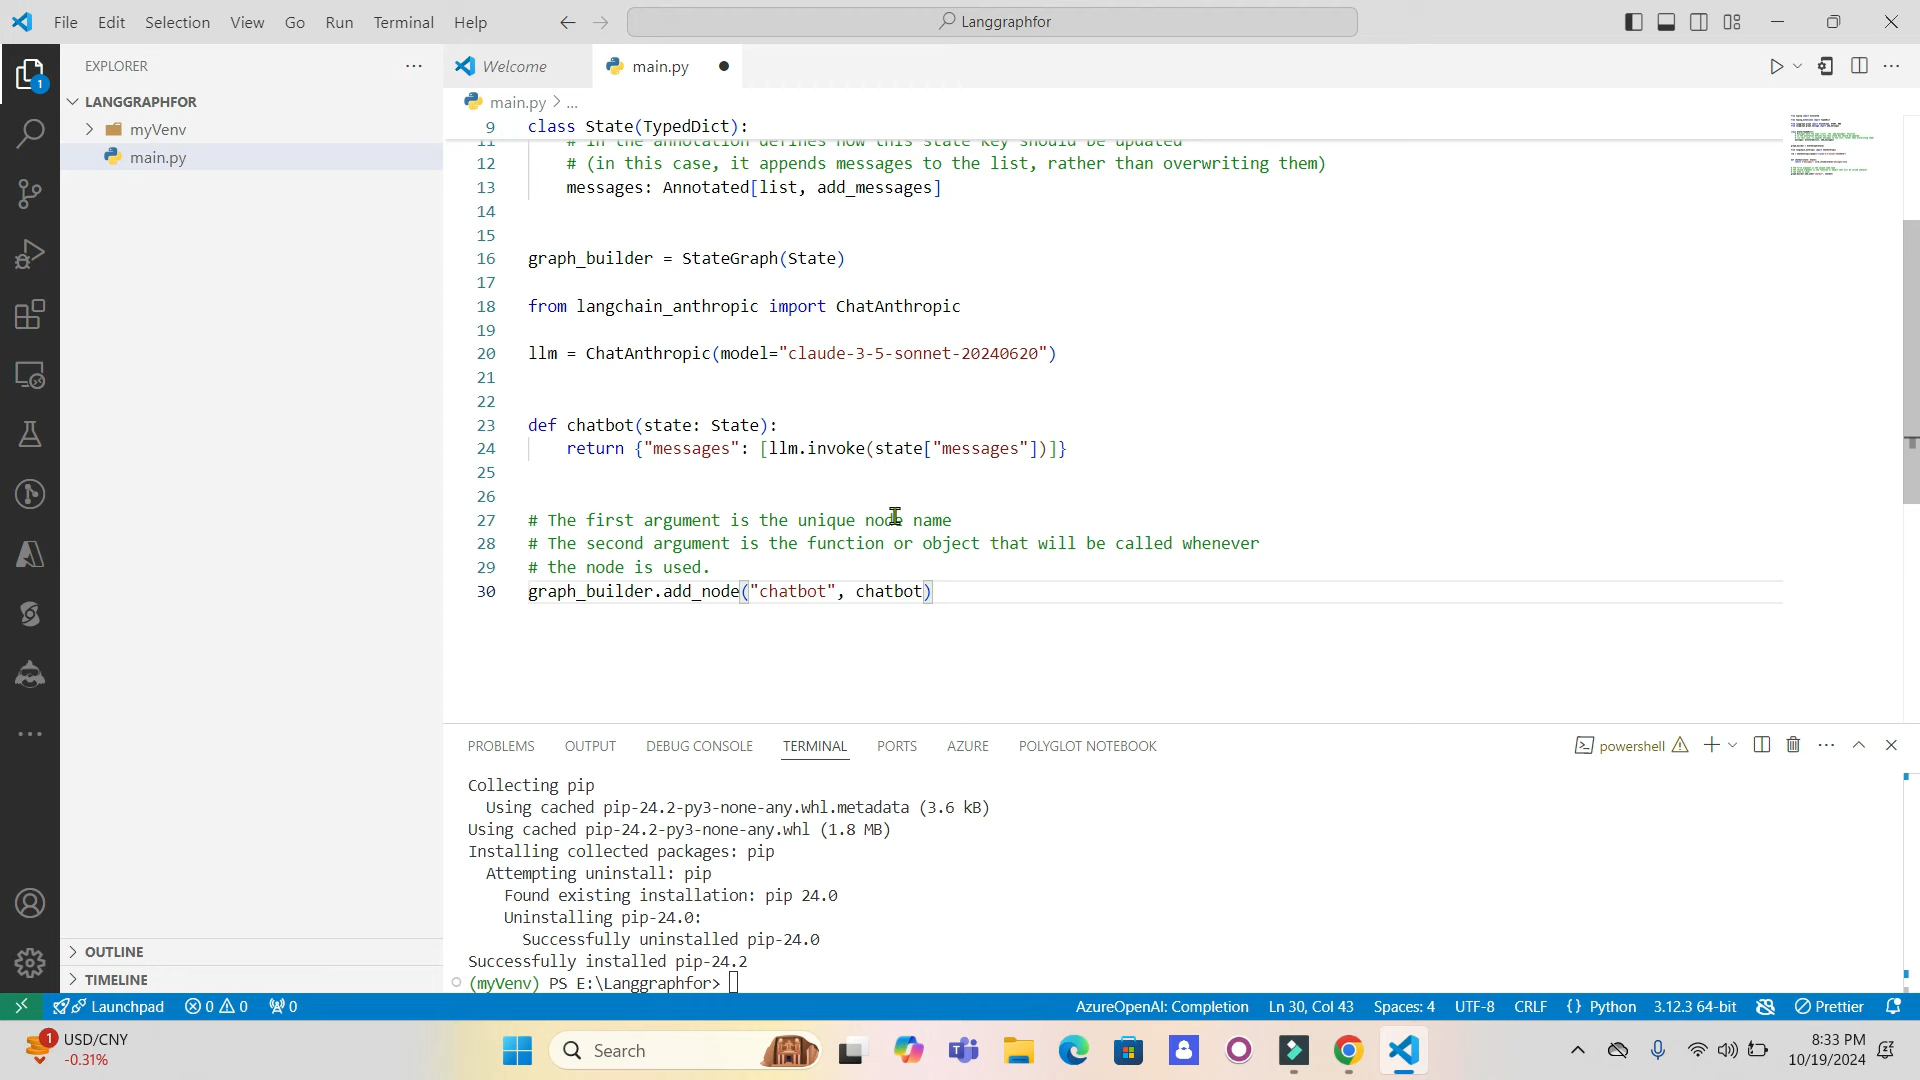 File Edit Selection View Go Run Terminal Help
Langgraphfor
EXPLORER
1
LANGGRAPHFOR
myVenv
main.py
Welcome
main.py
main.py > ...
9 class State(TypedDict):
11 # in the annotation defines how this state key should be updated
12 # (in this case, it appends messages to the list, rather than overwriting them)
13 messages: Annotated[list, add_messages]
14
15
16 graph_builder = StateGraph(State)
17
18 from langchain_anthropic import ChatAnthropic
19
20 llm = ChatAnthropic(model="claude-3-5-sonnet-20240620")
21
22
23 def chatbot(state: State):
24 return {"messages": [llm.invoke(state["messages"])]}
25
26
27 # The first argument is the unique node name
28 # The second argument is the function or object that will be called whenever
29 # the node is used.
30 graph_builder.add_node("chatbot", chatbot)
PROBLEMS OUTPUT DEBUG CONSOLE TERMINAL PORTS AZURE POLYGLOT NOTEBOOK
powershell
Collecting pip
Using cached pip-24.2-py3-none-any.whl.metadata (3.6 kB)
Using cached pip-24.2-py3-none-any.whl (1.8 MB)
Installing collected packages: pip
Attempting uninstall: pip
Found existing installation: pip 24.0
Uninstalling pip-24.0:
Successfully uninstalled pip-24.0
Successfully installed pip-24.2
(myVenv) PS E:\Langgraphfor>
OUTLINE
TIMELINE
Launchpad 0 0 0
AzureOpenAI: Completion Ln 30, Col 43 Spaces: 4 UTF-8 CRLF {} Python 3.12.3 64-bit Prettier
1
USD/CNY
-0.31%
Search
8:33 PM
10/19/2024